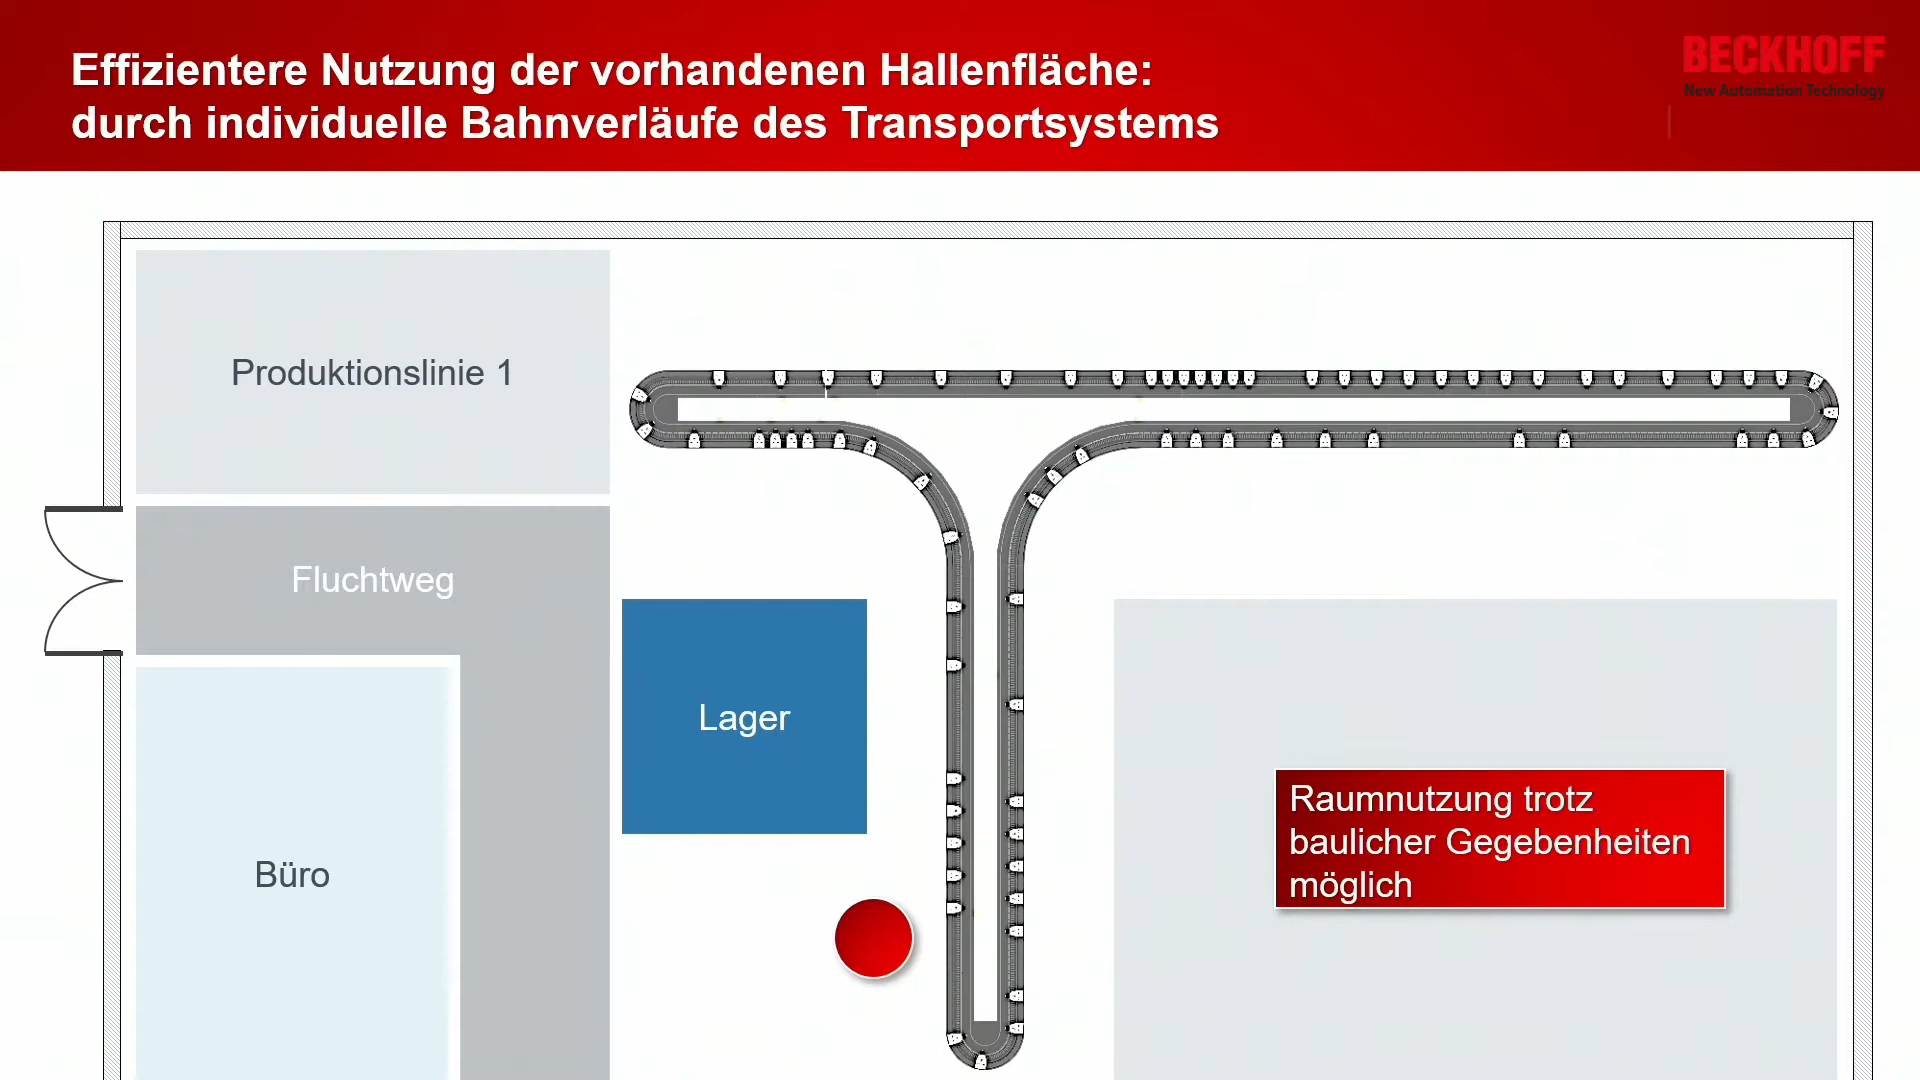 Effizientere Nutzung der vorhandenen Hallenfläche:
durch individuelle Bahnverläufe des Transportsystems
BECKHOFF
New Automation Technology
Produktionslinie 1
Fluchtweg
Lager
Büro
Raumnutzung trotz
baulicher Gegebenheiten
möglich